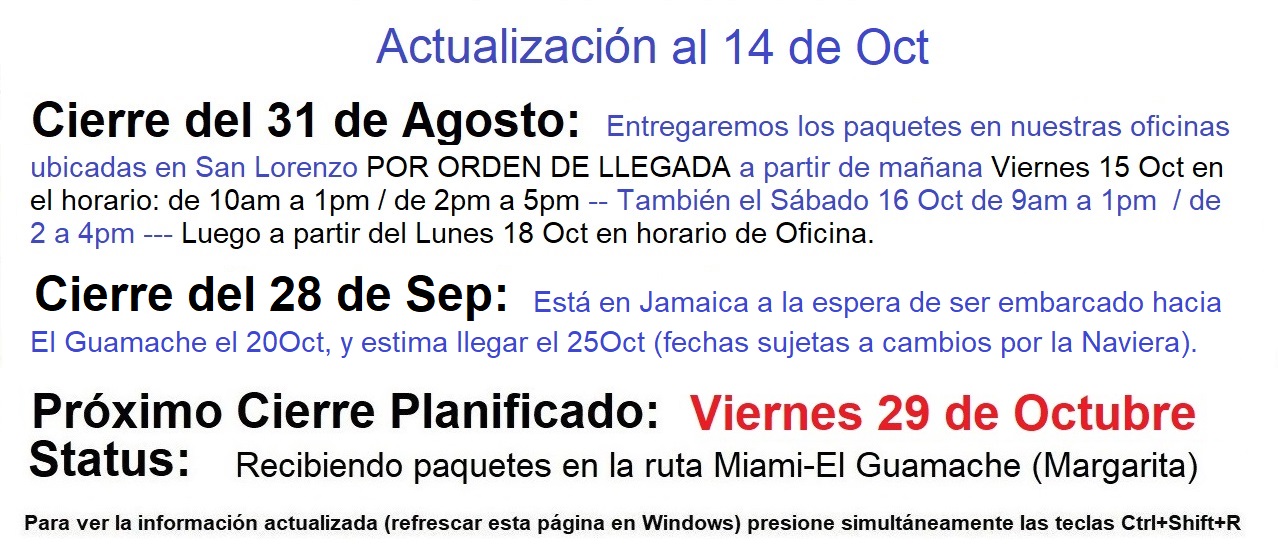 Actualización al 14 de Oct
Cierre del 31 de Agosto: Entregaremos los paquetes en nuestras oficinas
ubicadas en San Lorenzo POR ORDEN DE LLEGADA a partir de mañana Viernes 15 Oct en
el horario: de 10am a 1pm / de 2pm a 5pm -- También el Sábado 16 Oct de 9am a 1pm / de
2 a 4pm --- Luego a partir del Lunes 18 Oct en horario de Oficina.
Cierre del 28 de Sep: Está en Jamaica a la espera de ser embarcado hacia
El Guamache el 20Oct, y estima llegar el 25Oct (fechas sujetas a cambios por la Naviera).
Próximo Cierre Planificado: Viernes 29 de Octubre
Status: Recibiendo paquetes en la ruta Miami-El Guamache (Margarita)
Para ver la información actualizada (refrescar esta página en Windows) presione simultáneamente las teclas Ctrl+Shift+R